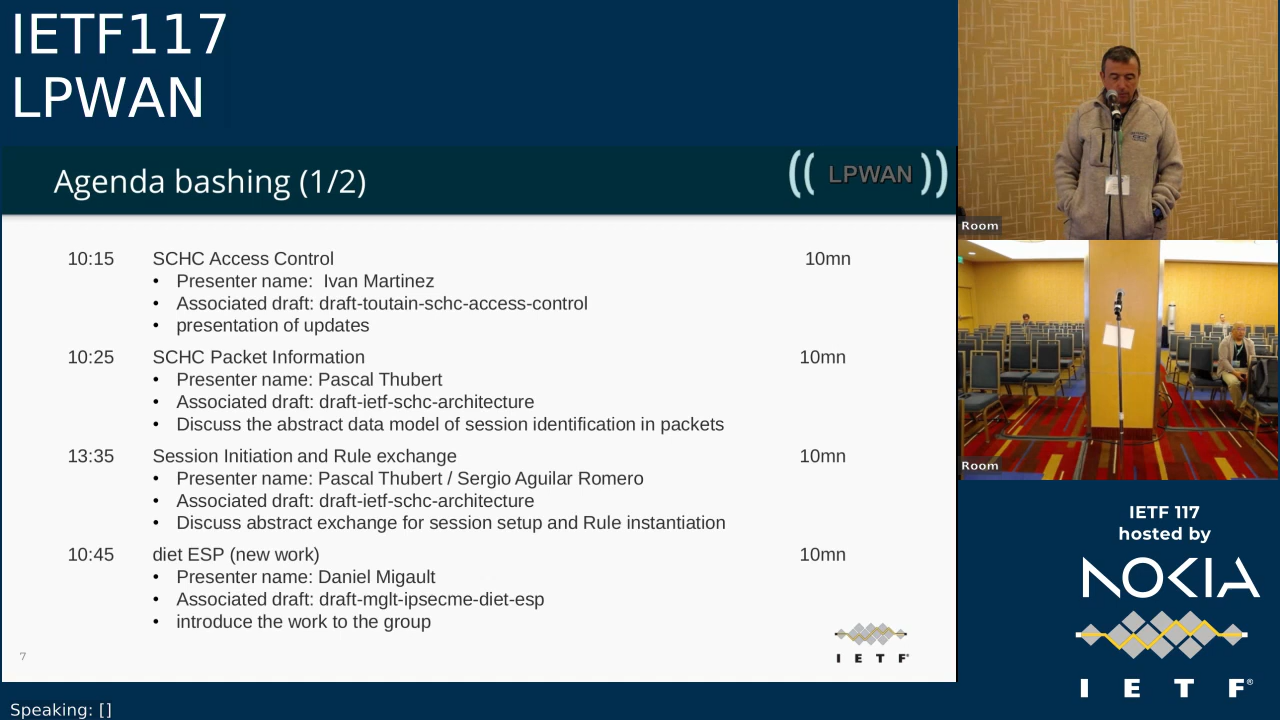 IETF117
LPWAN
Agenda bashing (1/2)
(( LPWAN ))
10:15 SCHC Access Control 10mn
• Presenter name: Ivan Martinez
• Associated draft: draft-toutain-schc-access-control
• presentation of updates
10:25 SCHC Packet Information 10mn
• Presenter name: Pascal Thubert
• Associated draft: draft-ietf-schc-architecture
• Discuss the abstract data model of session identification in packets
13:35 Session Initiation and Rule exchange 10mn
• Presenter name: Pascal Thubert / Sergio Aguilar Romero
• Associated draft: draft-ietf-schc-architecture
• Discuss abstract exchange for session setup and Rule instantiation
10:45 diet ESP (new work) 10mn
• Presenter name: Daniel Migault
• Associated draft: draft-mglt-ipsecme-diet-esp
• introduce the work to the group
7
I E T F®
Room
Room
IETF 117
hosted by
NOKIA
I E T F®
Speaking: []